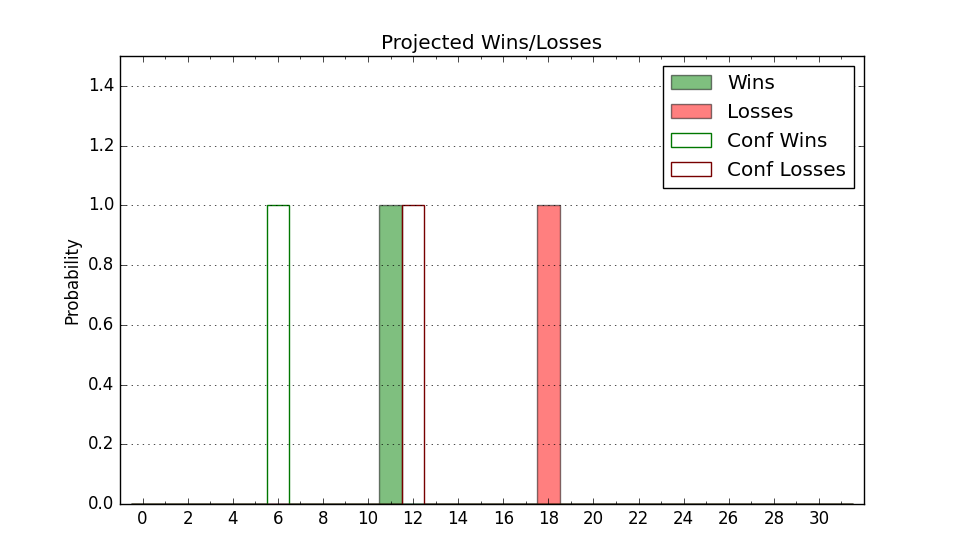 Projected Wins/Losses
1.4
1.2
1.0
0.8
0.6
0.4
0.2
0.0
Probability
Wins
Losses
Conf Wins
Conf Losses
0 2 4 6 8 10 12 14 16 18 20 22 24 26 28 30